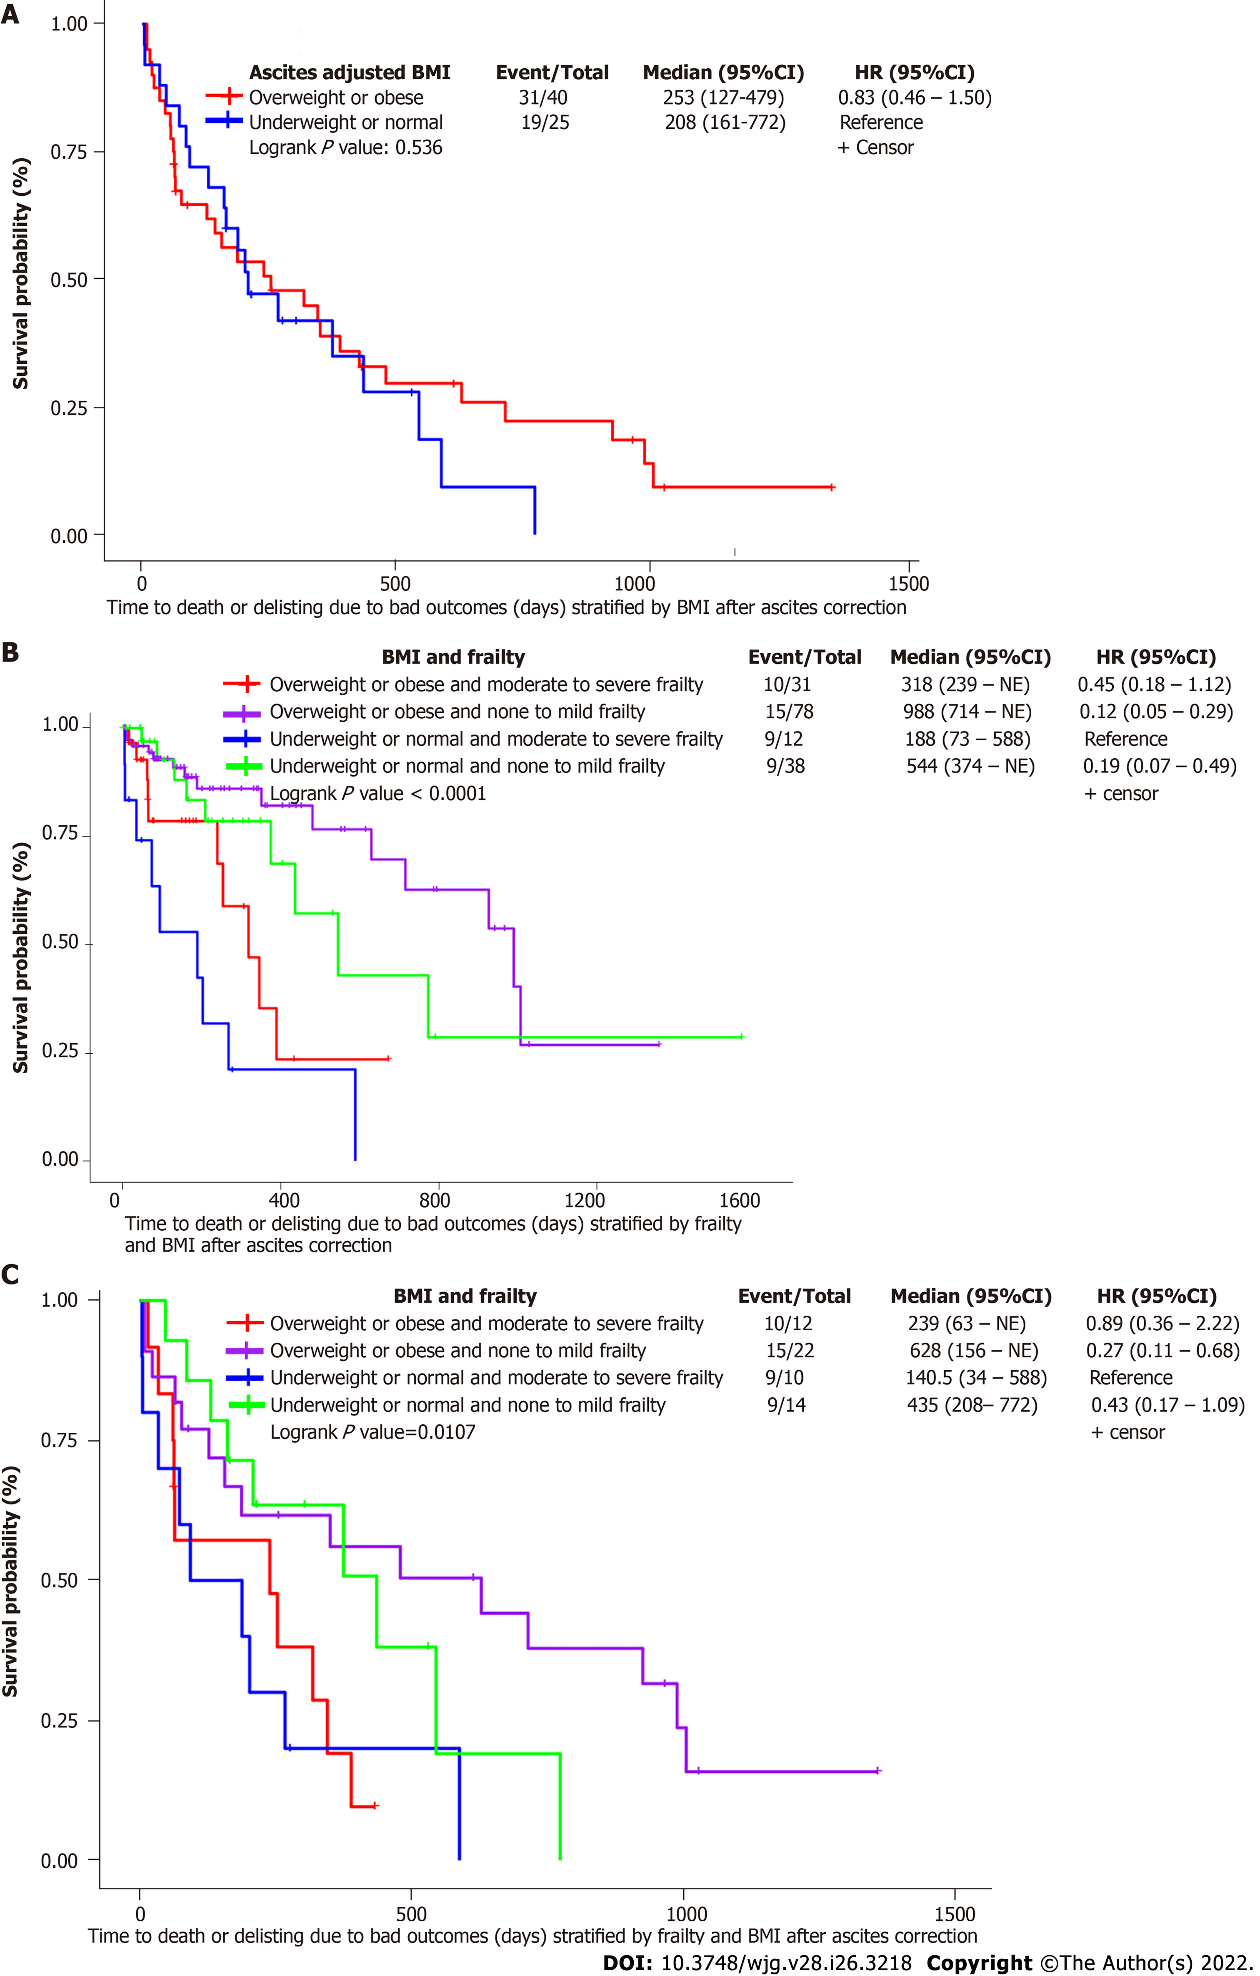 A
1.00
Ascites adjusted BMI Event/Total Median (95%CI) HR (95%CI)
Overweight or obese 31/40 253 (127-479) 0.83 (0.46 – 1.50)
Underweight or normal 19/25 208 (161-772) Reference
Logrank P value: 0.536 + Censor
0.75
0.50
0.25
0.00
Survival probability (%)
0 500 1000 1500
Time to death or delisting due to bad outcomes (days) stratified by BMI after ascites correction
B
BMI and frailty Event/Total Median (95%CI) HR (95%CI)
Overweight or obese and moderate to severe frailty 10/31 318 (239 – NE) 0.45 (0.18 – 1.12)
Overweight or obese and none to mild frailty 15/78 988 (714 – NE) 0.12 (0.05 – 0.29)
Underweight or normal and moderate to severe frailty 9/12 188 (73 – 588) Reference
Underweight or normal and none to mild frailty 9/38 544 (374 – NE) 0.19 (0.07 – 0.49)
Logrank P value < 0.0001 + censor
1.00
0.75
0.50
0.25
0.00
Survival probability (%)
0 400 800 1200 1600
Time to death or delisting due to bad outcomes (days) stratified by frailty
and BMI after ascites correction
C
BMI and frailty Event/Total Median (95%CI) HR (95%CI)
Overweight or obese and moderate to severe frailty 10/12 239 (63 – NE) 0.89 (0.36 – 2.22)
Overweight or obese and none to mild frailty 15/22 628 (156 – NE) 0.27 (0.11 – 0.68)
Underweight or normal and moderate to severe frailty 9/10 140.5 (34 – 588) Reference
Underweight or normal and none to mild frailty 9/14 435 (208– 772) 0.43 (0.17 – 1.09)
Logrank P value=0.0107 + censor
1.00
0.75
0.50
0.25
0.00
Survival probability (%)
0 500 1000 1500
Time to death or delisting due to bad outcomes (days) stratified by frailty and BMI after ascites correction
DOI: 10.3748/wjg.v28.i26.3218 Copyright ©The Author(s) 2022.